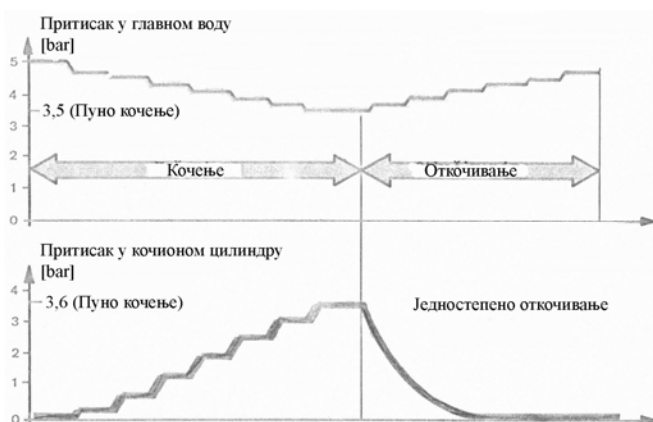 Притисак у главном воду
[bar]
5
4
3,5 (Пуно кочење)
3
2
Кочење
Откочивање
1
0
Притисак у кочионом цилиндру
[bar]
4
3,6 (Пуно кочење)
Једностепено откочивање
3
2
1
0